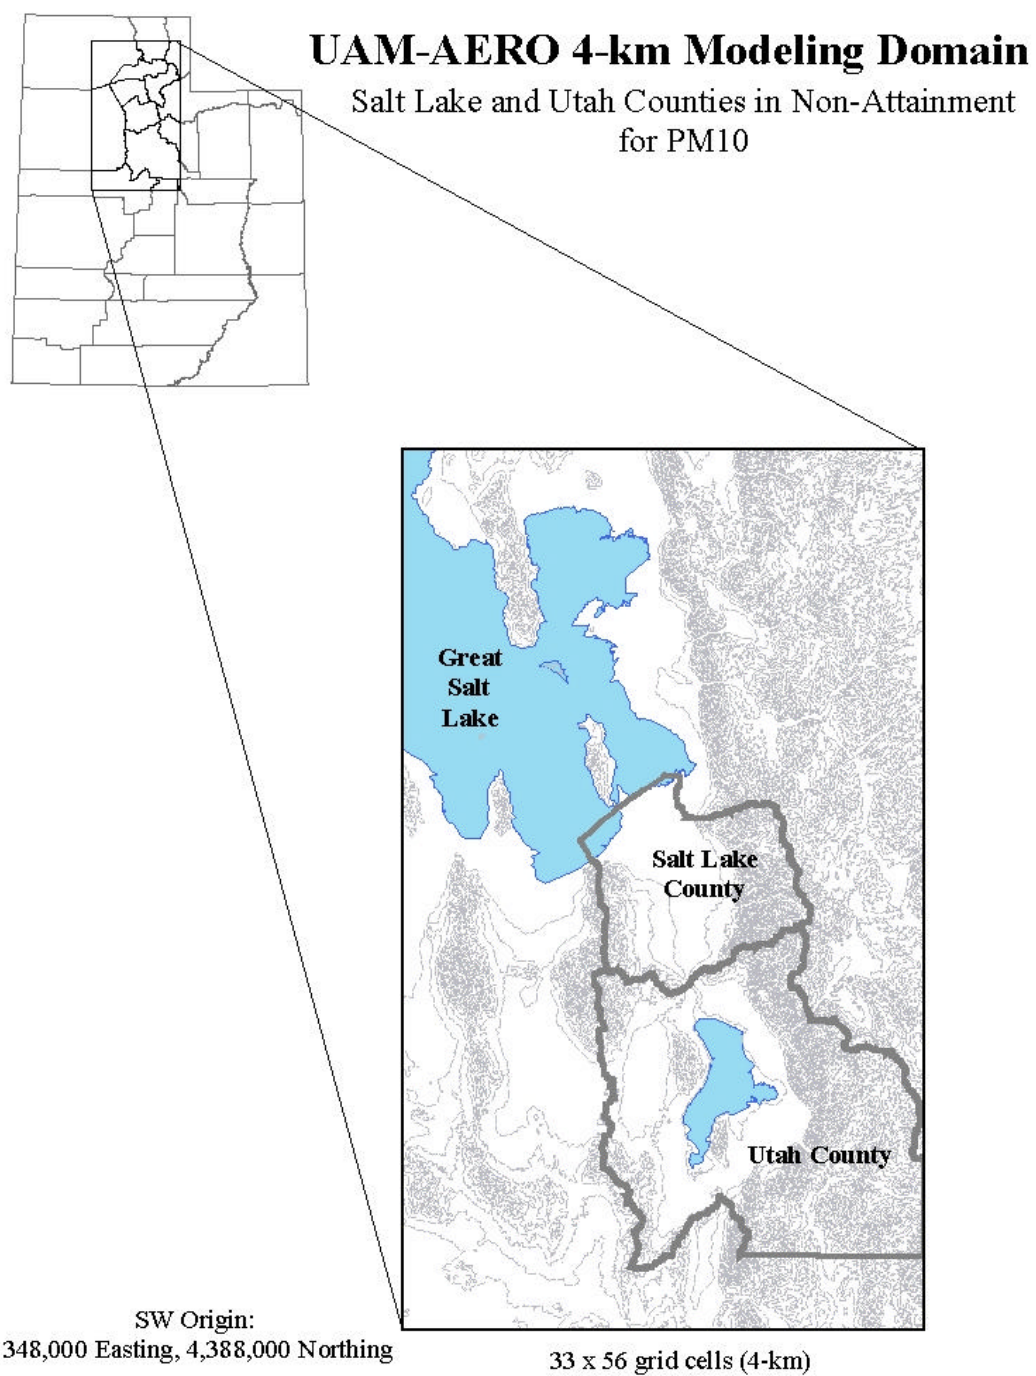 UAM-AERO 4-km Modeling Domain
Salt Lake and Utah Counties in Non-Attainment
for PM10
Great
Salt
Lake
Salt Lake
County
Utah County
SW Origin:
348,000 Easting, 4,388,000 Northing
33 x 56 grid cells (4-km)